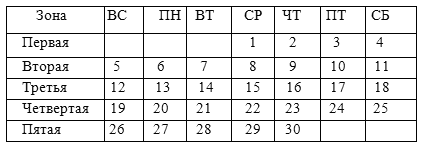 Зона ВС ПН ВТ СР ЧТ ПТ СБ
Первая 1 2 3 4
Вторая 5 6 7 8 9 10 11
Третья 12 13 14 15 16 17 18
Четвертая 19 20 21 22 23 24 25
Пятая 26 27 28 29 30